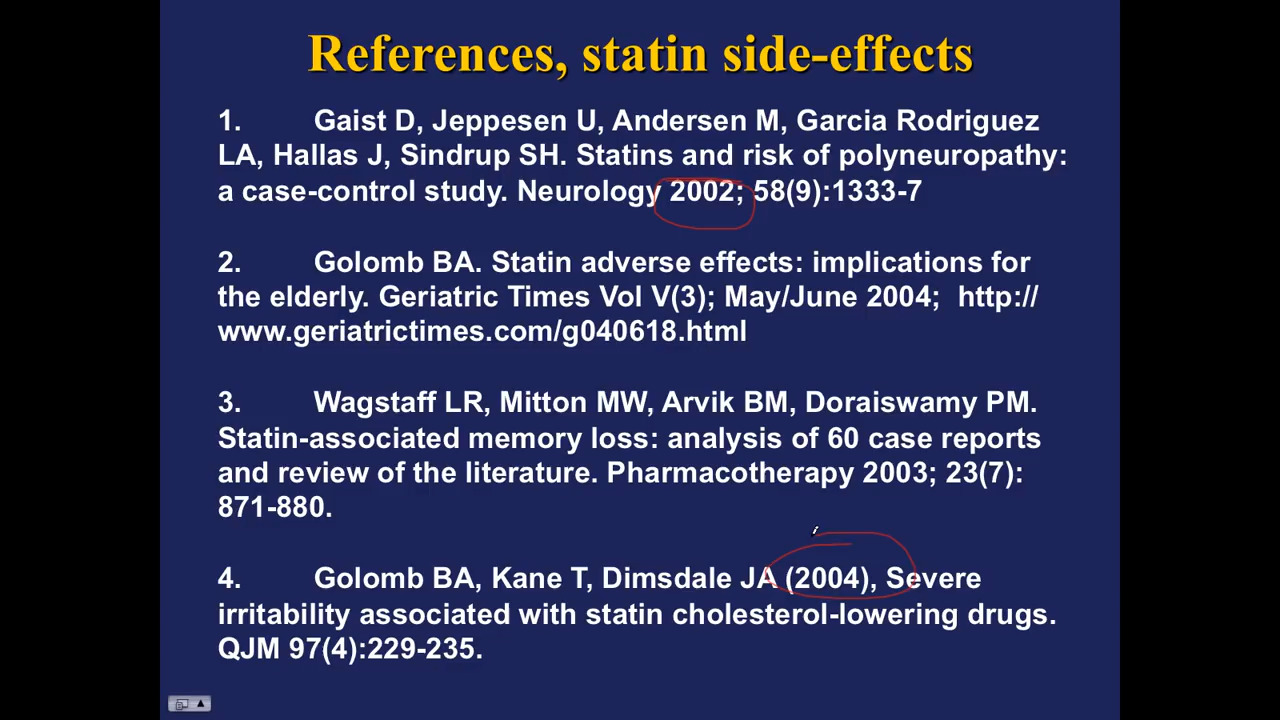 References, statin side-effects
1. Gaist D, Jeppesen U, Andersen M, Garcia Rodriguez
LA, Hallas J, Sindrup SH. Statins and risk of polyneuropathy:
a case-control study. Neurology 2002; 58(9):1333-7
2. Golomb BA. Statin adverse effects: implications for
the elderly. Geriatric Times Vol V(3); May/June 2004; http://
www.geriatrictimes.com/g040618.html
3. Wagstaff LR, Mitton MW, Arvik BM, Doraiswamy PM.
Statin-associated memory loss: analysis of 60 case reports
and review of the literature. Pharmacotherapy 2003; 23(7):
871-880.
4. Golomb BA, Kane T, Dimsdale JA (2004), Severe
irritability associated with statin cholesterol-lowering drugs.
QJM 97(4):229-235.